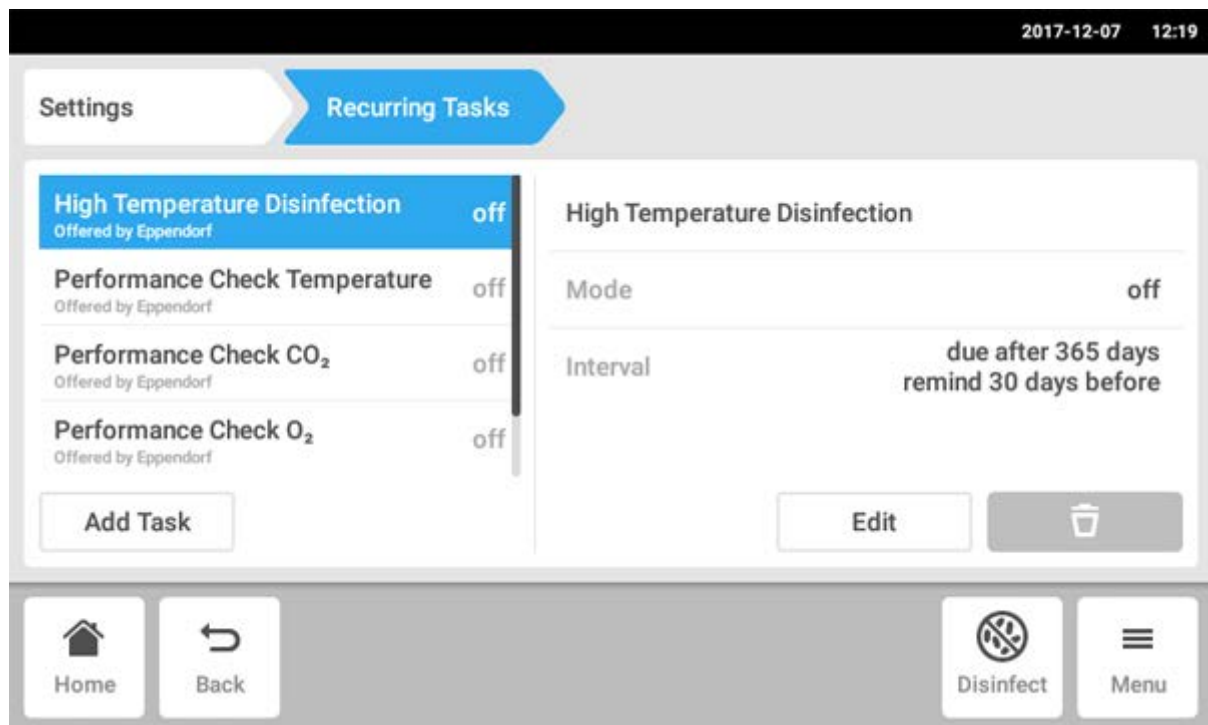 2017-12-07 12:19
Settings
Recurring Tasks
High Temperature Disinfection off
Offered by Eppendorf
Performance Check Temperature off
Offered by Eppendorf
Performance Check CO₂ off
Offered by Eppendorf
Performance Check O₂ off
Offered by Eppendorf
Add Task
High Temperature Disinfection
Mode off
Interval due after 365 days
remind 30 days before
Edit
Home
Back
Disinfect
Menu